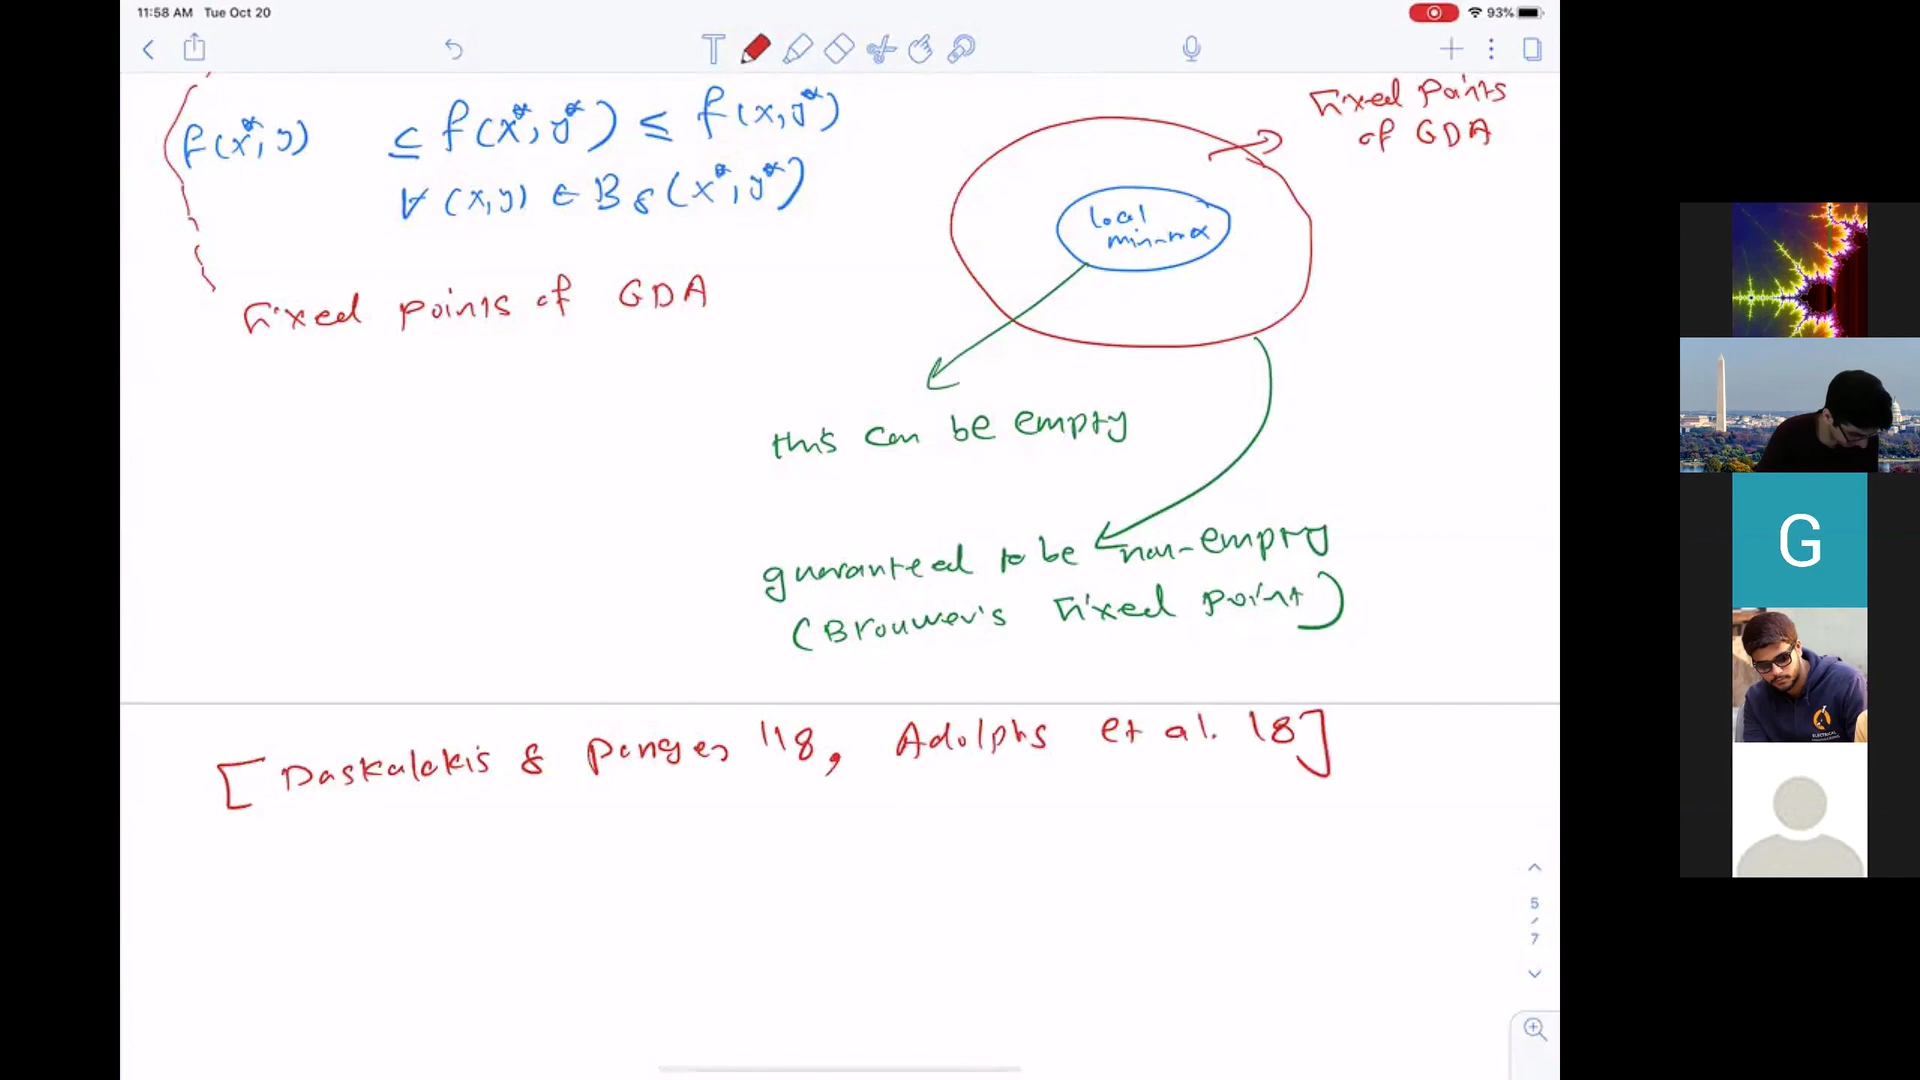 11:58 AM Tue Oct 20
93%
f(x*, y) ≤ f(x*, y*) ≤ f(x, y*)
∀ (x, y) ∈ Bδ(x*, y*)
Fixed points of GDA
Fixed Points
of GDA
local
min-max
this can be empty
guaranteed to be non-empty
(Brouwer's Fixed point)
[Daskalakis & Panges '18, Adolphs et al. 18]
5
7
G